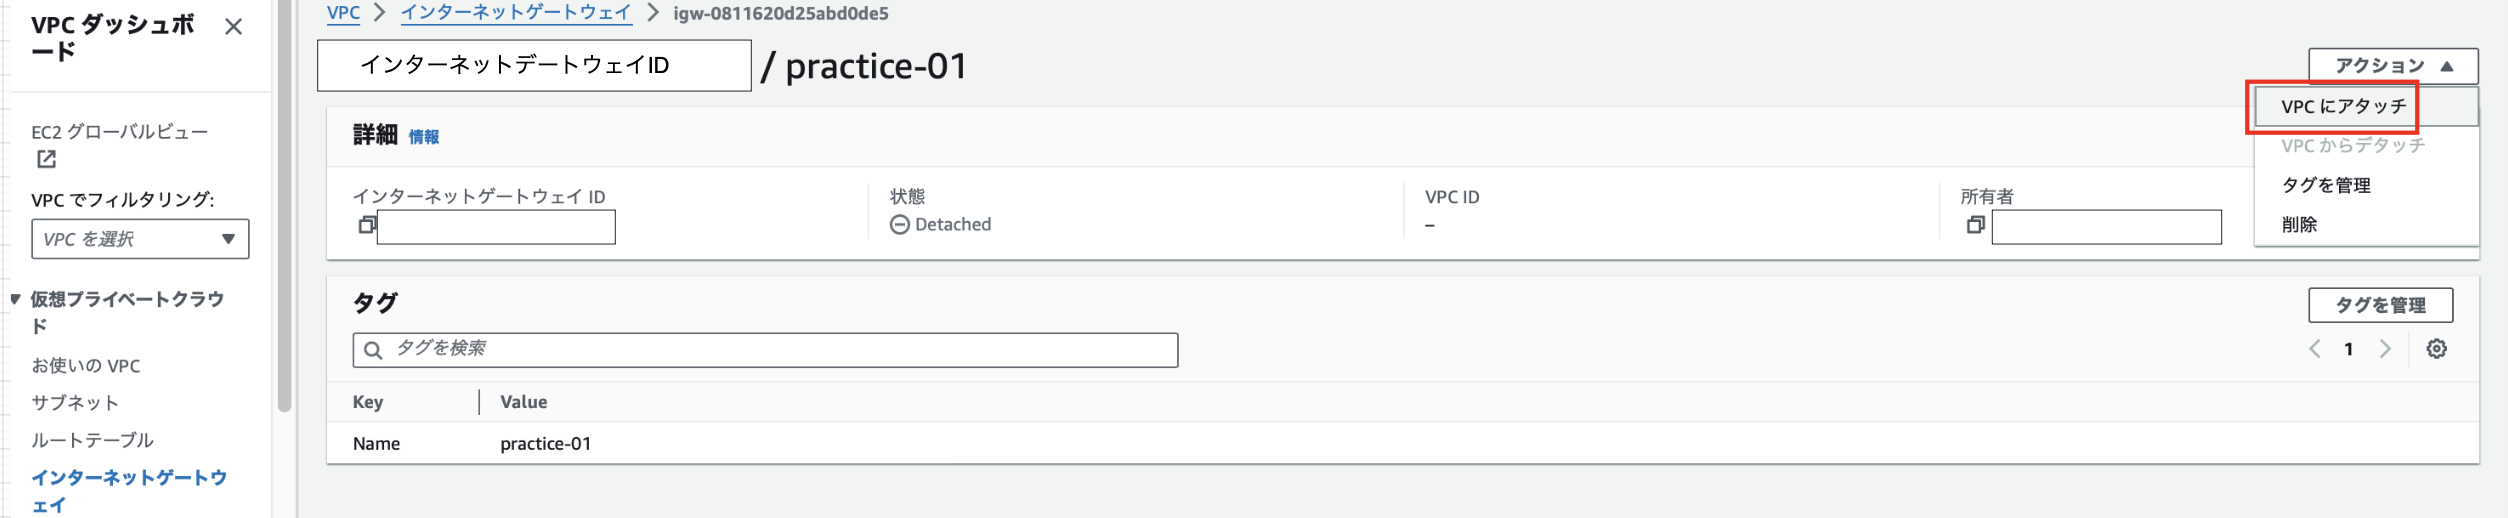 VPC ダッシュボ
ード
EC2 グローバルビュー
VPC でフィルタリング:
VPC を選択
仮想プライベートクラウ
ド
お使いの VPC
サブネット
ルートテーブル
インターネットゲートウ
ェイ
VPC > インターネットゲートウェイ > igw-0811620d25abd0de5
インターネットデートウェイID / practice-01
アクション
VPC にアタッチ
VPC からデタッチ
タグを管理
削除
詳細 情報
インターネットゲートウェイ ID
状態
Detached
VPC ID
–
所有者
タグ
タグを管理
タグを検索
1
Key Value
Name practice-01